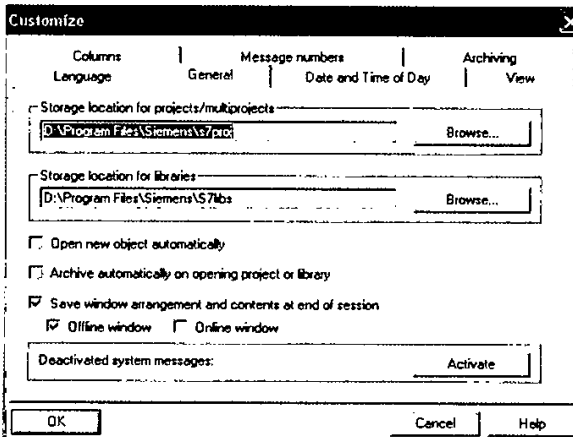 Customize
Columns Message numbers Archiving
Language General Date and Time of Day View
Storage location for projects/multiprojects
D:\Program Files\Siemens\s7proj Browse...
Storage location for libraries
D:\Program Files\Siemens\S7libs Browse...
Open new object automatically
Archive automatically on opening project or library
Save window arrangement and contents at end of session
Offline window Online window
Deactivated system messages: Activate
OK Cancel Help